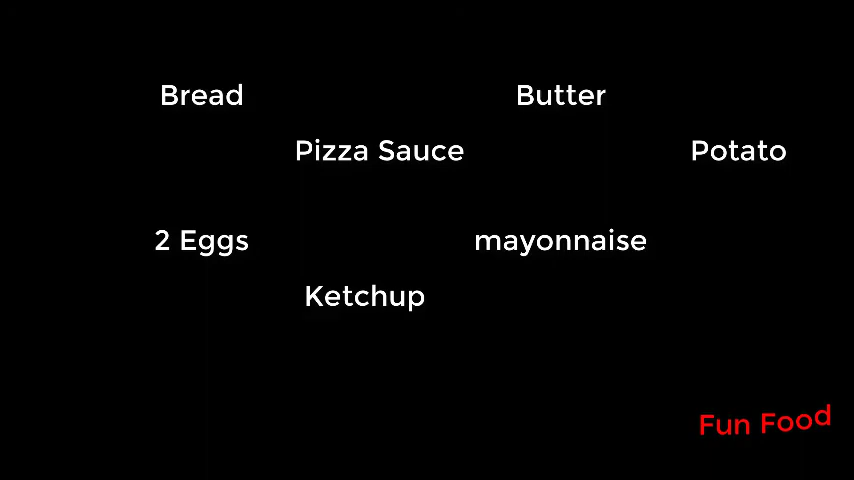 Bread Butter
Pizza Sauce Potato
2 Eggs mayonnaise
Ketchup
Fun Food